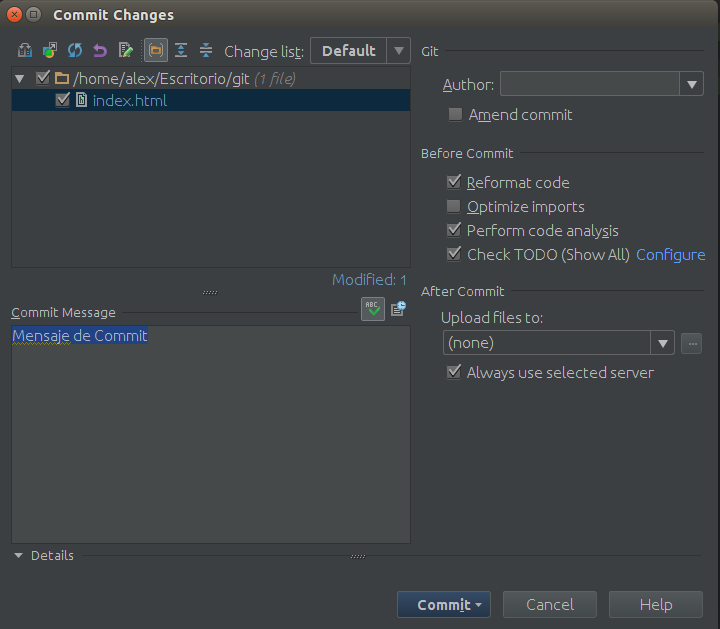 Commit Changes
Change list: Default
/home/alex/Escritorio/git (1 file)
index.html
Modified: 1
Commit Message
ABC
Mensaje de Commit
Details
Git
Author:
Amend commit
Before Commit
Reformat code
Optimize imports
Perform code analysis
Check TODO (Show All) Configure
After Commit
Upload files to:
(none)
...
Always use selected server
Commit Cancel Help